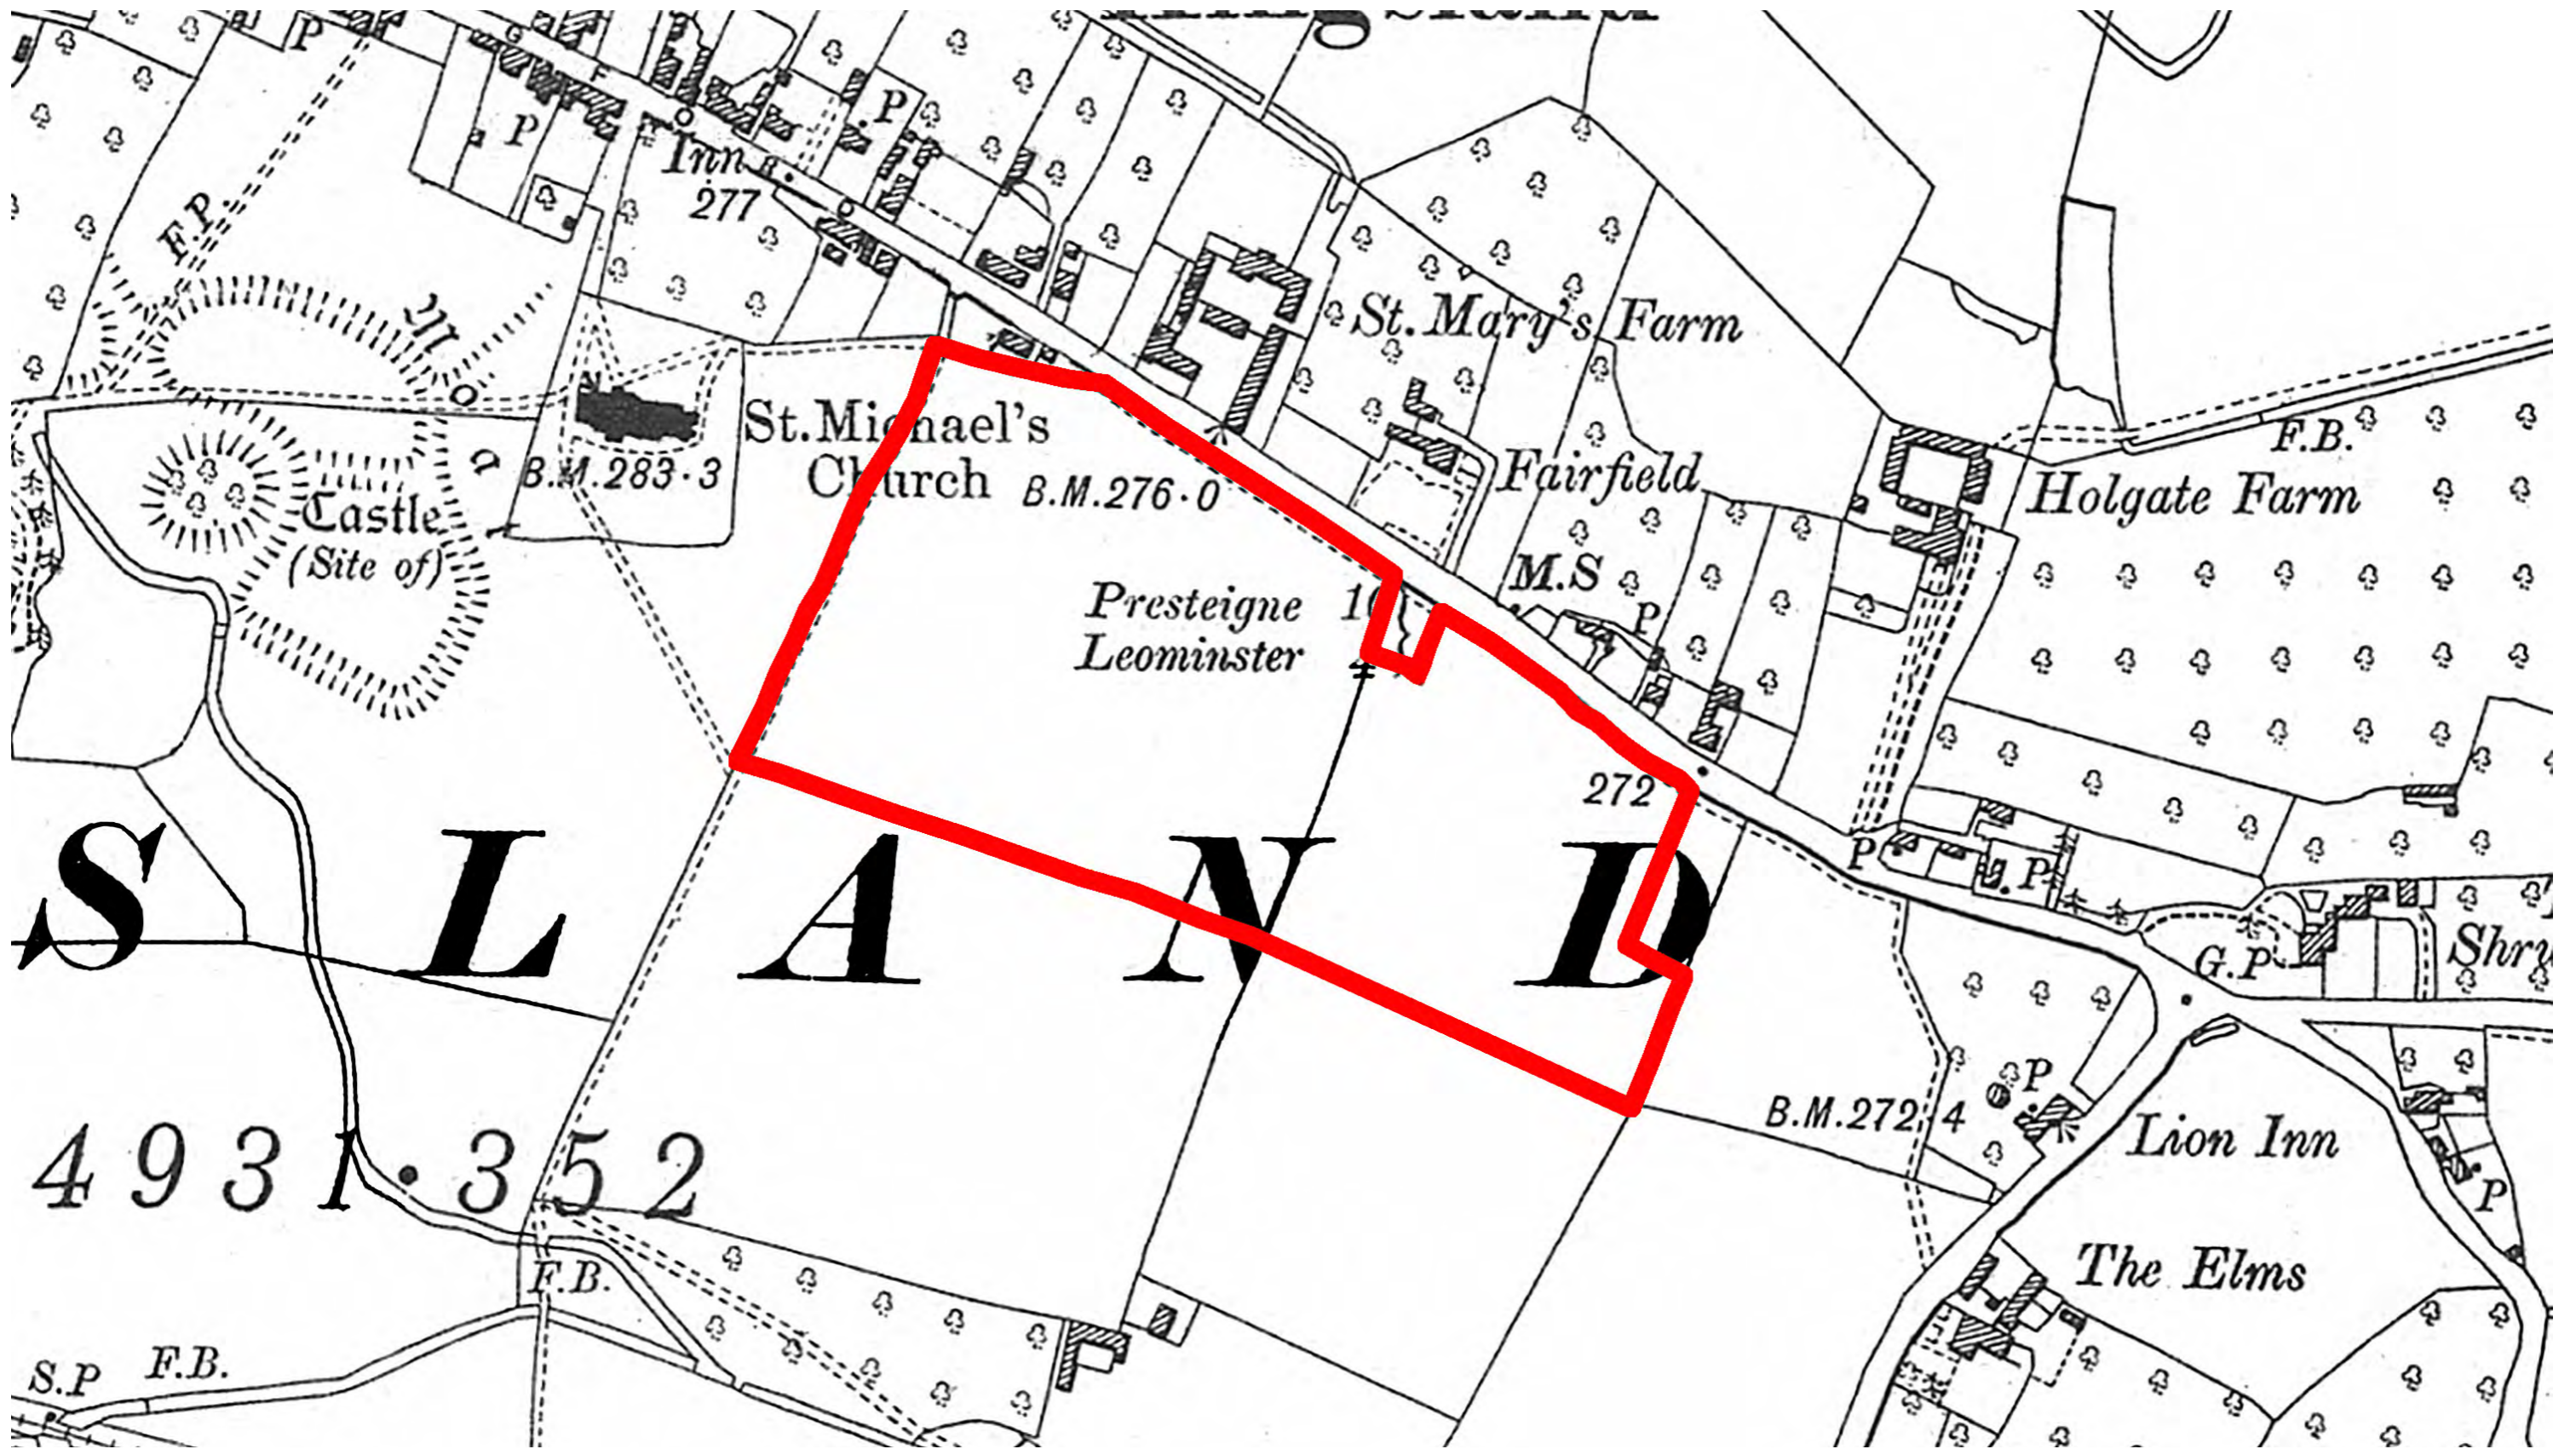 P
G
F
P
P
O
Inn
R
277
D
F.P.
St. Mary's Farm
O
St. Michael's
Church
B.M.283·3
B.M.276·0
Castle
(Site of)
Fairfield
F.B.
Holgate Farm
M.S
P
Presteigne
Leominster
272
P
P
S L A N D
G.P
P
B.M.272·4
Lion Inn
4931·352
P
The Elms
F.B.
S.P
F.B.